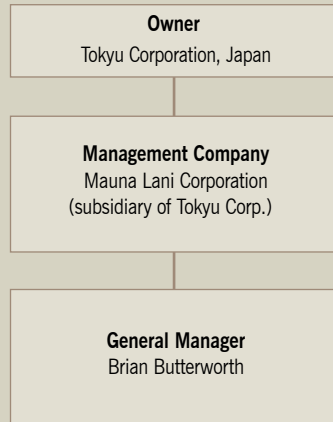 Owner
Tokyu Corporation, Japan
Management Company
Mauna Lani Corporation
(subsidiary of Tokyu Corp.)
General Manager
Brian Butterworth